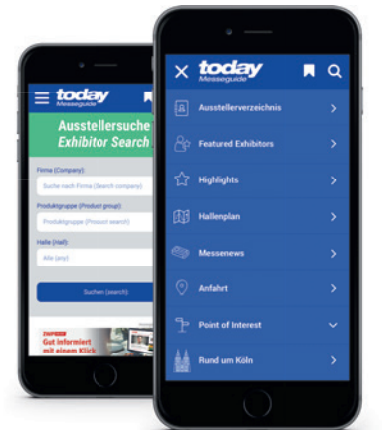 today
Messeguide
Ausstellersuche
Exhibitor Search
Firma (Company):
Suche nach Firma (Search company)
Produktgruppe (Product group):
Produktgruppe (Prouuct search)
Halle (Hall):
Alle (any)
Suchen (search)
ZWP
Gut informiert
mit einem Klick
today
Messeguide
Ausstellerverzeichnis
Featured Exhibitors
Highlights
Hallenplan
Messenews
Anfahrt
Point of Interest
Rund um Köln